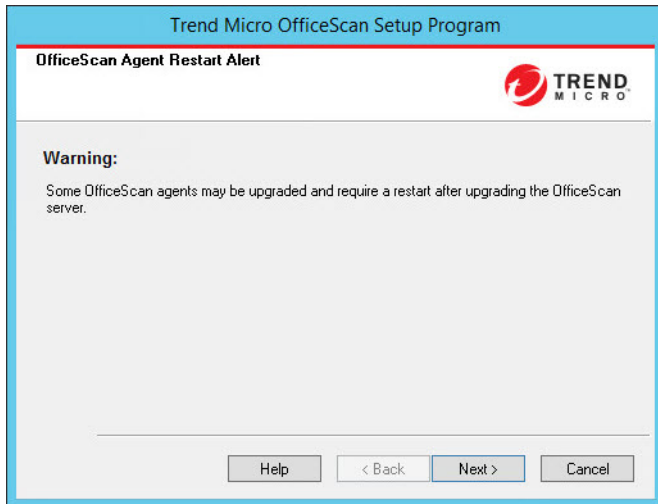 Trend Micro OfficeScan Setup Program
OfficeScan Agent Restart Alert
TREND
MICRO
Warning:
Some OfficeScan agents may be upgraded and require a restart after upgrading the OfficeScan
server.
Help
< Back
Next >
Cancel